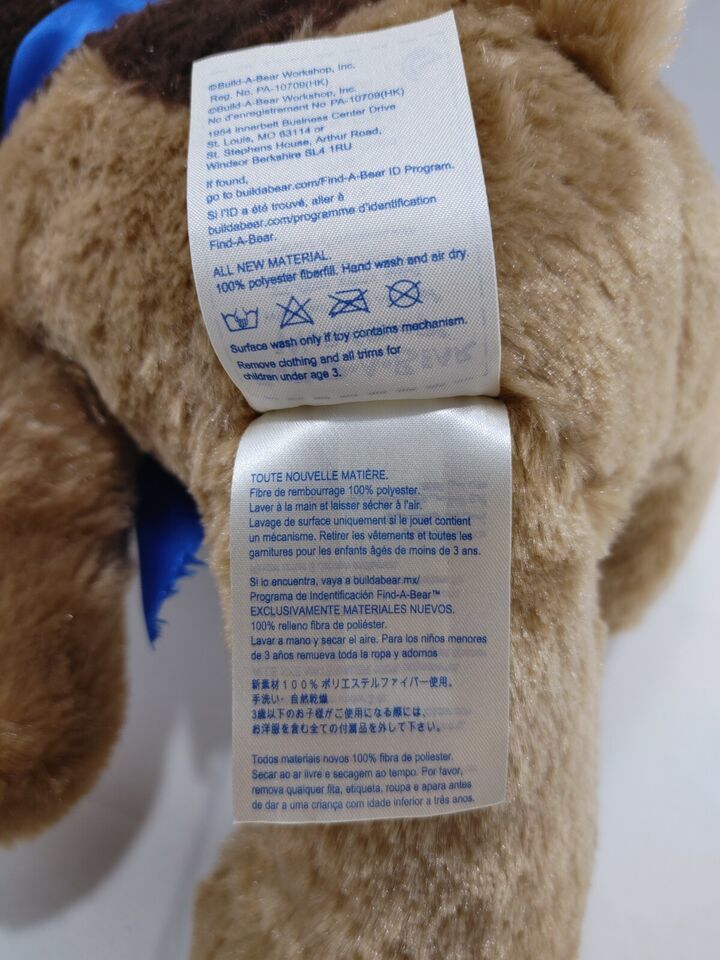 ©Build-A-Bear Workshop, Inc.
Reg. No. PA-10709(HK)
©Build-A-Bear Workshop, Inc.
No d'enregistrement No PA-10709(HK)
1954 Innerbelt Business Center Drive
St. Louis, MO 63114 or
St. Stephens House, Arthur Road,
Windsor Berkshire SL4 1RU
If found,
go to buildabear.com/Find-A-Bear ID Program.
Si l'ID a été trouvé, aller à
buildabear.com/programme d'identification
Find-A-Bear.
ALL NEW MATERIAL.
100% polyester fiberfill. Hand wash and air dry.
Surface wash only if toy contains mechanism.
Remove clothing and all trims for
children under age 3.
TOUTE NOUVELLE MATIÈRE.
Fibre de rembourrage 100% polyester.
Laver à la main et laisser sécher à l'air.
Lavage de surface uniquement si le jouet contient
un mécanisme. Retirer les vêtements et toutes les
garnitures pour les enfants âgés de moins de 3 ans.
Si lo encuentra, vaya a buildabear.mx/
Programa de Indentificación Find-A-Bear™
EXCLUSIVAMENTE MATERIALES NUEVOS.
100% relleno fibra de poliéster.
Lavar a mano y secar el aire. Para los niños menores
de 3 años remueva toda la ropa y adornos
新素材100%ポリエステルファイバー使用。
手洗い・自然乾燥
3歳以下のお子様がご使用になる際には、
お洋服を含む全ての付属品を外して下さい。
Todos materiais novos 100% fibra de poliester.
Secar ao ar livre e secagem ao tempo. Por favor,
remova qualquer fita, etiqueta, roupa e apara antes
de dar a uma criança com idade inferior a três anos.